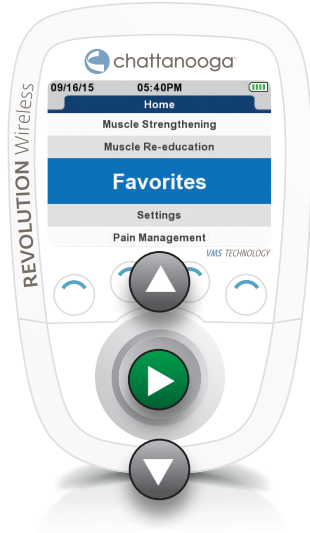 chattanooga
09/16/15 05:40PM
Home
Muscle Strengthening
Muscle Re-education
Favorites
Settings
Pain Management
VMS TECHNOLOGY
REVOLUTION Wireless